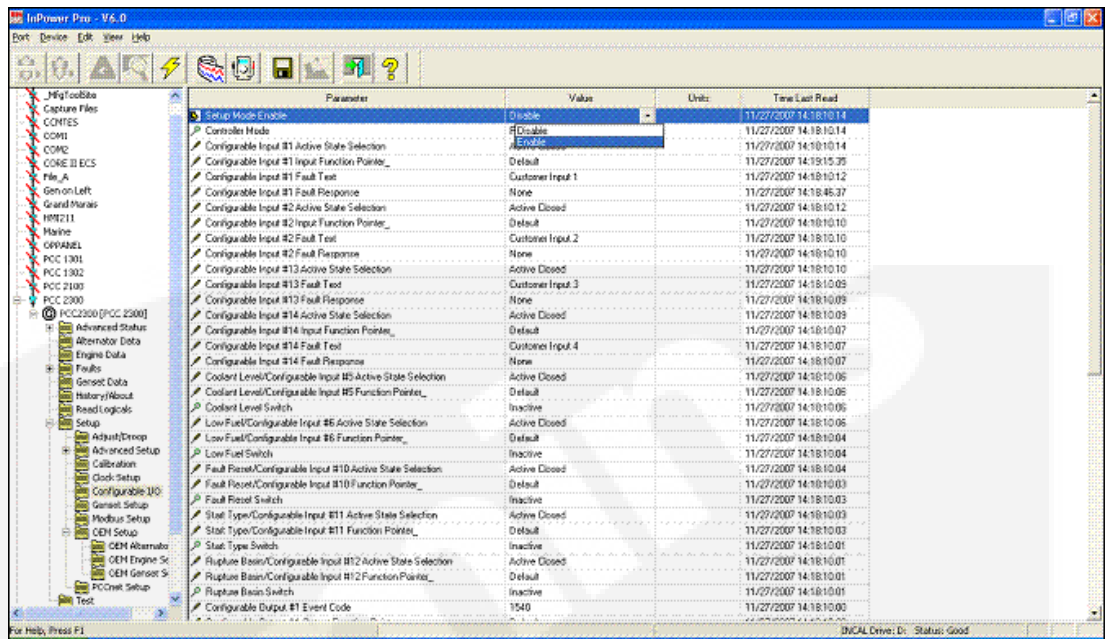 InPower Pro - V6.0
Port Device Edit View Help
Parameter Value Units Time Last Read
Setup Mode Enable Disable 11/27/2007 14:18:10.14
Controller Mode 11/27/2007 14:18:10.14
Disable
Enable
Configurable Input #1 Active State Selection 11/27/2007 14:18:10.14
Configurable Input #1 Input Function Pointer_ Default 11/27/2007 14:19:15.35
Configurable Input #1 Fault Text Customer Input 1 11/27/2007 14:18:10.12
Configurable Input #1 Fault Response None 11/27/2007 14:18:46.37
Configurable Input #2 Active State Selection Active Closed 11/27/2007 14:18:10.12
Configurable Input #2 Input Function Pointer_ Default 11/27/2007 14:18:10.10
Configurable Input #2 Fault Text Customer Input 2 11/27/2007 14:18:10.10
Configurable Input #2 Fault Response None 11/27/2007 14:18:10.10
Configurable Input #13 Active State Selection Active Closed 11/27/2007 14:18:10.10
Configurable Input #13 Fault Text Customer Input 3 11/27/2007 14:18:10.09
Configurable Input #13 Fault Response None 11/27/2007 14:18:10.09
Configurable Input #14 Active State Selection Active Closed 11/27/2007 14:18:10.09
Configurable Input #14 Input Function Pointer_ Default 11/27/2007 14:18:10.07
Configurable Input #14 Fault Text Customer Input 4 11/27/2007 14:18:10.07
Configurable Input #14 Fault Response None 11/27/2007 14:18:10.07
Coolant Level/Configurable Input #5 Active State Selection Active Closed 11/27/2007 14:18:10.06
Coolant Level/Configurable Input #5 Function Pointer_ Default 11/27/2007 14:18:10.06
Coolant Level Switch Inactive 11/27/2007 14:18:10.06
Low Fuel/Configurable Input #6 Active State Selection Active Closed 11/27/2007 14:18:10.06
Low Fuel/Configurable Input #6 Function Pointer_ Default 11/27/2007 14:18:10.04
Low Fuel Switch Inactive 11/27/2007 14:18:10.04
Fault Reset/Configurable Input #10 Active State Selection Active Closed 11/27/2007 14:18:10.04
Fault Reset/Configurable Input #10 Function Pointer_ Default 11/27/2007 14:18:10.03
Fault Reset Switch Inactive 11/27/2007 14:18:10.03
Start Type/Configurable Input #11 Active State Selection Active Closed 11/27/2007 14:18:10.03
Start Type/Configurable Input #11 Function Pointer_ Default 11/27/2007 14:18:10.03
Start Type Switch Inactive 11/27/2007 14:18:10.01
Rupture Basin/Configurable Input #12 Active State Selection Active Closed 11/27/2007 14:18:10.01
Rupture Basin/Configurable Input #12 Function Pointer_ Default 11/27/2007 14:18:10.01
Rupture Basin Switch Inactive 11/27/2007 14:18:10.01
Configurable Output #1 Event Code 1540 11/27/2007 14:18:10.00
_MfgToolSite
Capture Files
CCMTES
COM1
COM2
CORE II ECS
File_A
Gen on Left
Grand Marais
HMI211
Marine
OPPANEL
PCC 1301
PCC 1302
PCC 2100
PCC 2300
PCC2300 [PCC 2300]
Advanced Status
Alternator Data
Engine Data
Faults
Genset Data
History/About
Read Logicals
Setup
Adjust/Droop
Advanced Setup
Calibration
Clock Setup
Configurable I/O
Genset Setup
Modbus Setup
OEM Setup
OEM Alternato
OEM Engine Se
OEM Genset S
PCCnet Setup
Test
For Help, Press F1 INCAL Drive: D: Status: Good